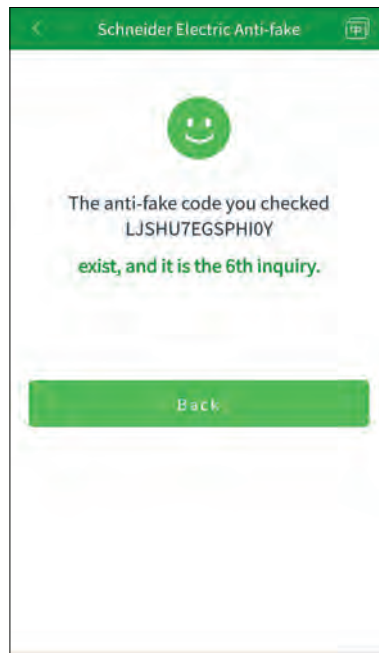 Schneider Electric Anti-fake
中
The anti-fake code you checked
LJSHU7EGSPHI0Y
exist, and it is the 6th inquiry.
Back